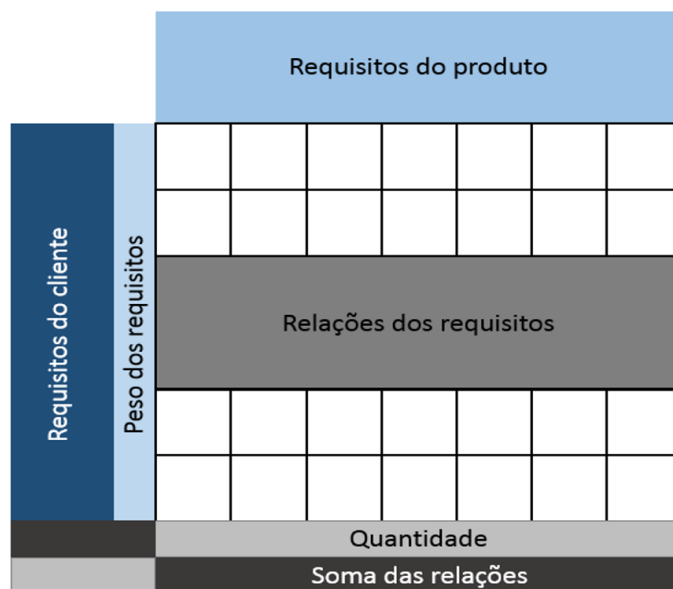 Requisitos do produto
Requisitos do cliente
Peso dos requisitos
Relações dos requisitos
Quantidade
Soma das relações